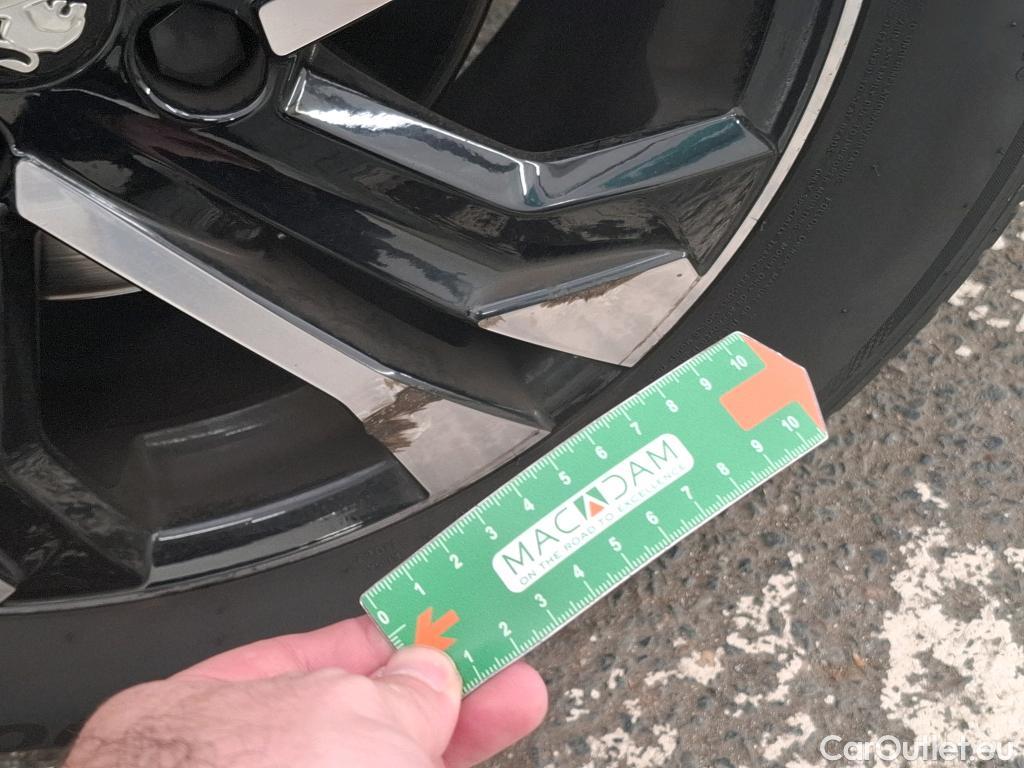 0 1 2 3 4 5 6 7 8 9 10
MACADAM
ON THE ROAD TO EXCELLENCE
1 2 3 4 5 6 7 8 9 10
CarOutlet.eu